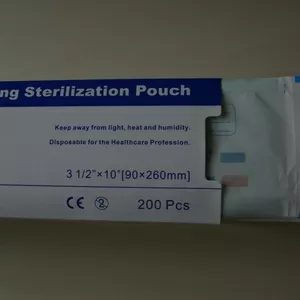 ng Sterilization Pouch
Keep away from light, heat and humidity.
Disposable for the Healthcare Profession.
3 1/2"×10"[90×260mm]
CE 2 200 Pcs